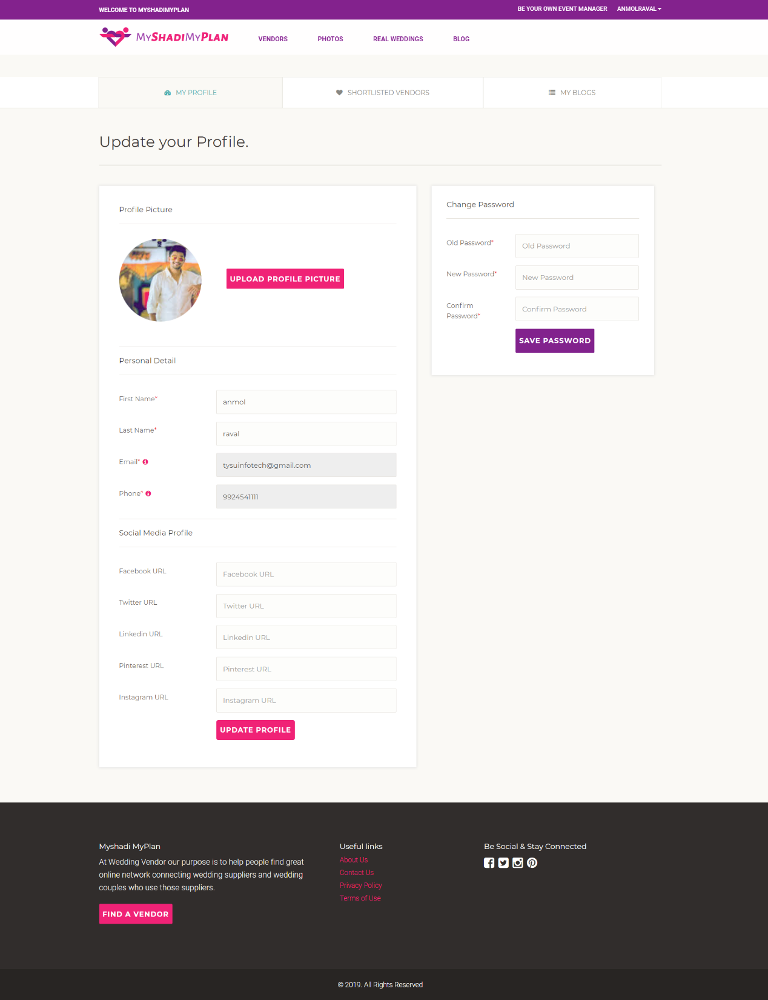 WELCOME TO MYSHADIMYPLAN
BE YOUR OWN EVENT MANAGER
ANMOLRAVAL
MYSHADIMYPLAN
VENDORS
PHOTOS
REAL WEDDINGS
BLOG
MY PROFILE
SHORTLISTED VENDORS
MY BLOGS
Update your Profile.
Profile Picture
UPLOAD PROFILE PICTURE
Personal Detail
First Name*
anmol
Last Name*
raval
Email*
tysuinfotech@gmail.com
Phone*
9924541111
Social Media Profile
Facebook URL
Facebook URL
Twitter URL
Twitter URL
Linkedin URL
Linkedin URL
Pinterest URL
Pinterest URL
Instagram URL
Instagram URL
UPDATE PROFILE
Change Password
Old Password*
Old Password
New Password*
New Password
Confirm
Password*
Confirm Password
SAVE PASSWORD
Myshadi MyPlan
At Wedding Vendor our purpose is to help people find great
online network connecting wedding suppliers and wedding
couples who use those suppliers.
FIND A VENDOR
Useful links
About Us
Contact Us
Privacy Policy
Terms of Use
Be Social & Stay Connected
© 2019. All Rights Reserved